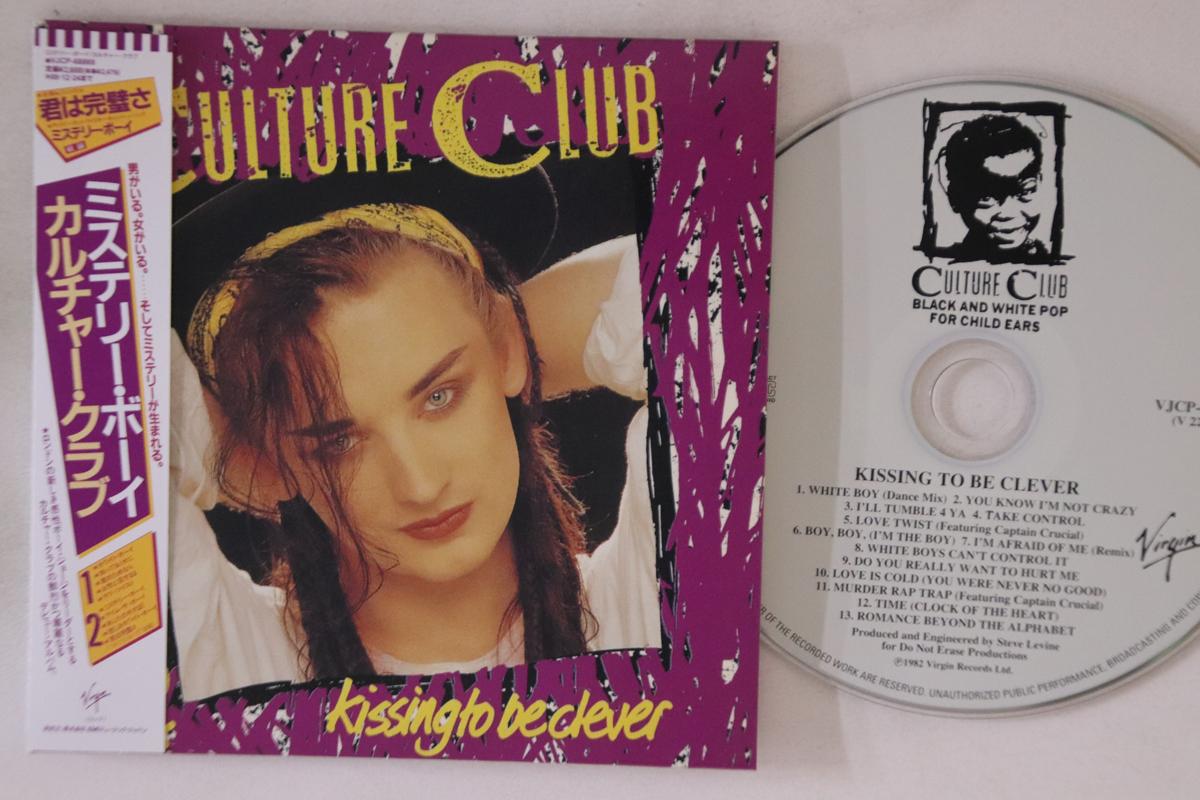 VJCP-68888
君は完璧さ
ミステリーボーイ
収録
男がいる。女がいる。……そしてミステリーが生まれる。
ミステリー・ボーイ
カルチャー・クラブ
1
2
Virgin
CULTURE CLUB
kissing to be clever
CULTURE CLUB
BLACK AND WHITE POP
FOR CHILD EARS
VJCP-
(V 22
KISSING TO BE CLEVER
1. WHITE BOY (Dance Mix) 2. YOU KNOW I'M NOT CRAZY
3. I'LL TUMBLE 4 YA 4. TAKE CONTROL
5. LOVE TWIST (Featuring Captain Crucial)
6. BOY, BOY, (I'M THE BOY) 7. I'M AFRAID OF ME (Remix)
8. WHITE BOYS CAN'T CONTROL IT
9. DO YOU REALLY WANT TO HURT ME
10. LOVE IS COLD (YOU WERE NEVER NO GOOD)
11. MURDER RAP TRAP (Featuring Captain Crucial)
12. TIME (CLOCK OF THE HEART)
13. ROMANCE BEYOND THE ALPHABET
Produced and Engineered by Steve Levine
for Do Not Erase Productions
℗1982 Virgin Records Ltd.
Virgin
OF THE RECORDED WORK ARE RESERVED. UNAUTHORIZED PUBLIC PERFORMANCE, BROADCASTING AND